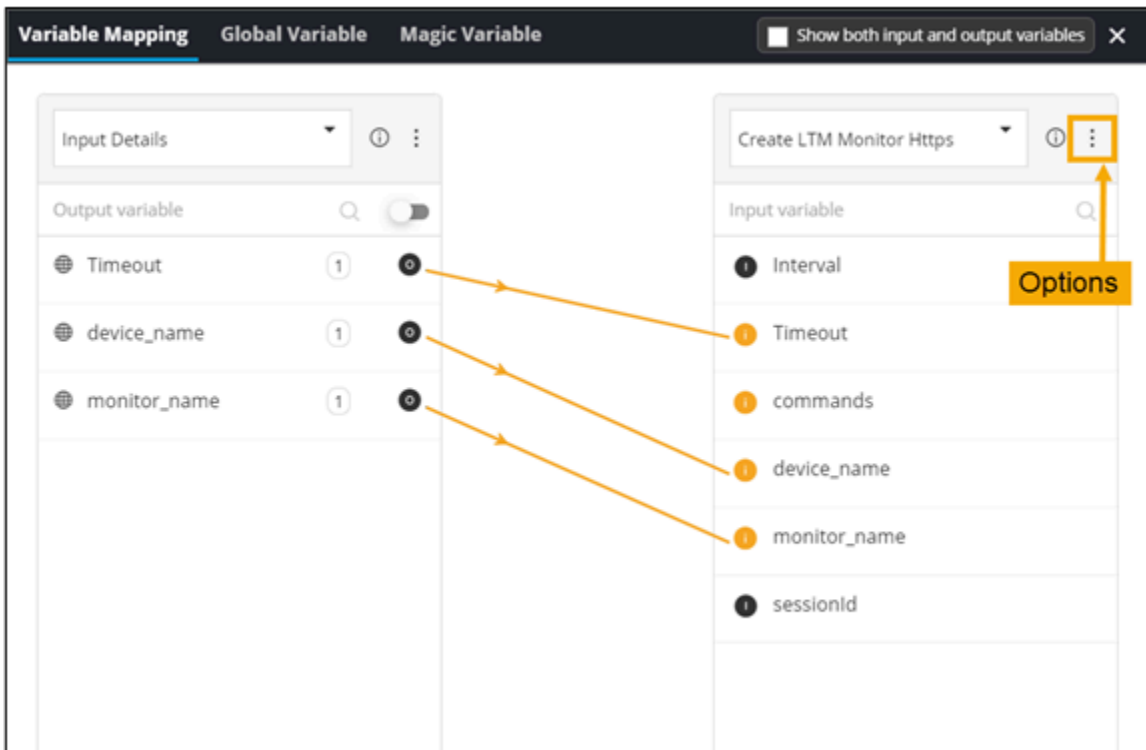 Variable Mapping Global Variable Magic Variable Show both input and output variables
Input Details
Create LTM Monitor Https
Output variable
Input variable
Timeout 1
Interval
Options
device_name 1
Timeout
monitor_name 1
commands
device_name
monitor_name
sessionId